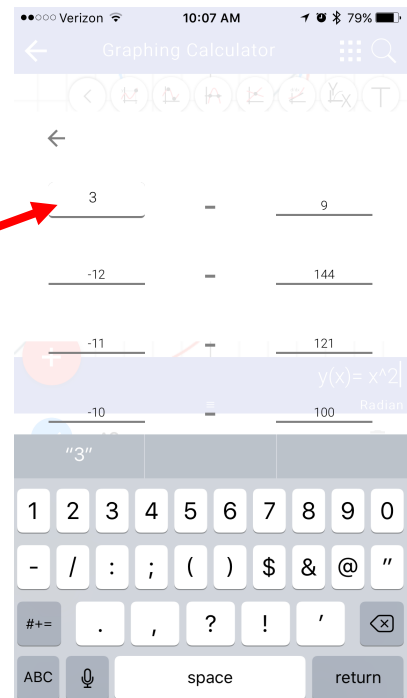 Verizon 10:07 AM 79%
Graphing Calculator
3 - 9
-12 - 144
-11 - 121
y(x)= x^2
Radian
-10 - 100
"3"
1 2 3 4 5 6 7 8 9 0
- / : ; ( ) $ & @ "
#+= . , ? ! '
ABC space return